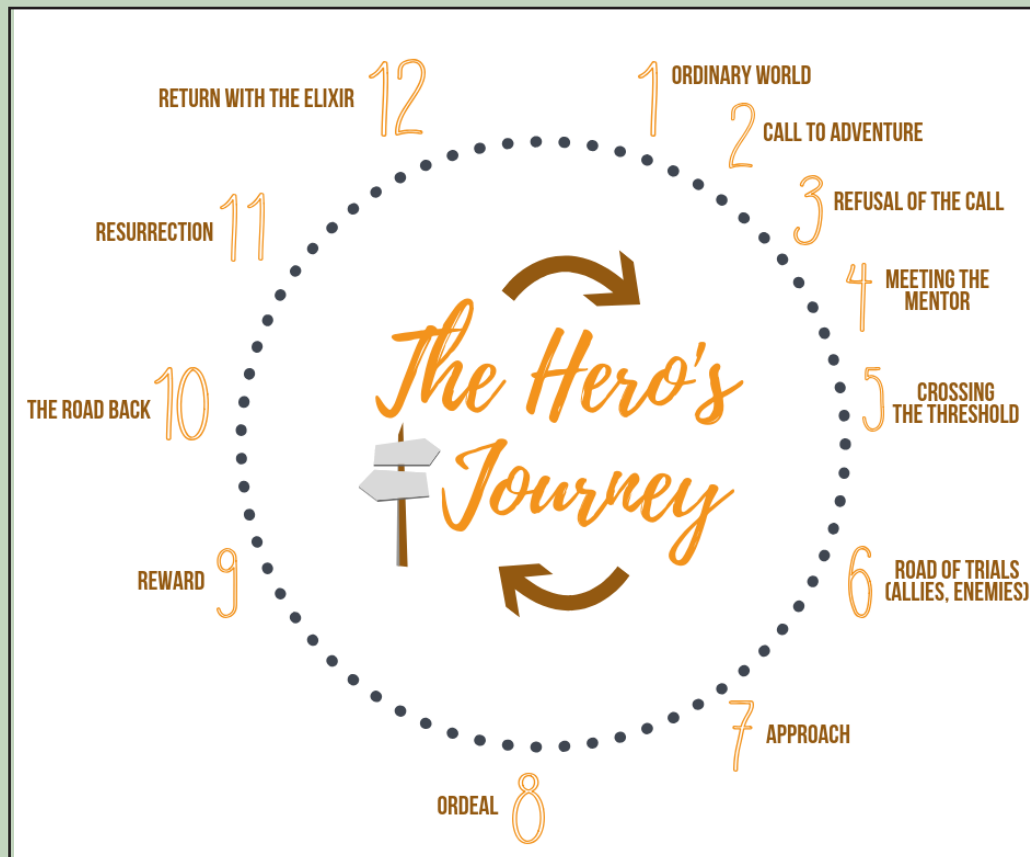 The Hero's
Journey
1 ORDINARY WORLD
2 CALL TO ADVENTURE
3 REFUSAL OF THE CALL
4 MEETING THE
MENTOR
5 CROSSING
THE THRESHOLD
6 ROAD OF TRIALS
(ALLIES, ENEMIES)
7 APPROACH
ORDEAL 8
REWARD 9
THE ROAD BACK 10
RESURRECTION 11
RETURN WITH THE ELIXIR 12